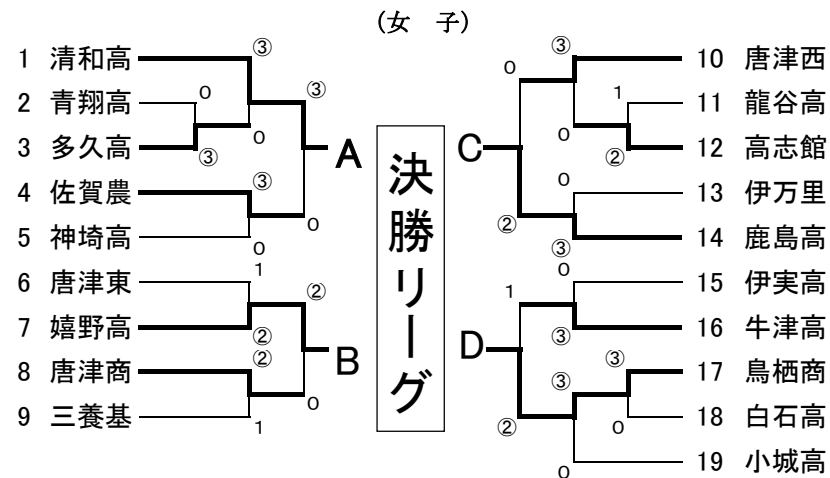 (女 子)
1 清和高
2 青翔高
3 多久高
4 佐賀農
5 神埼高
6 唐津東
7 嬉野高
8 唐津商
9 三養基
③
0
③
0
③
③
0
0
1
②
②
②
0
1
A
B
決勝リーグ
C
D
③
0
1
0
②
0
②
③
0
1
③
③
③
0
②
0
10 唐津西
11 龍谷高
12 高志館
13 伊万里
14 鹿島高
15 伊実高
16 牛津高
17 鳥栖商
18 白石高
19 小城高